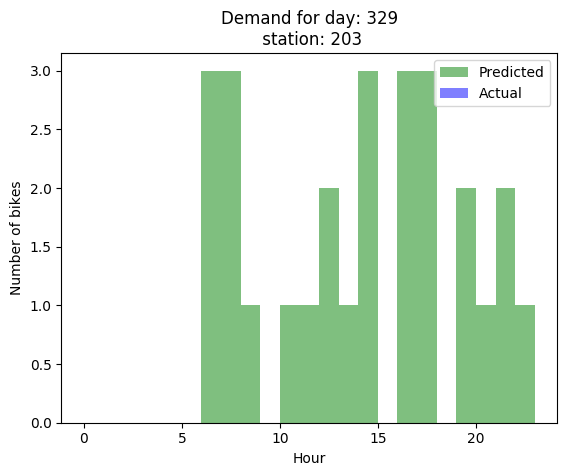 Demand for day: 329
station: 203
Predicted
Actual
3.0
2.5
2.0
1.5
1.0
0.5
0.0
Number of bikes
0
5
10
15
20
Hour